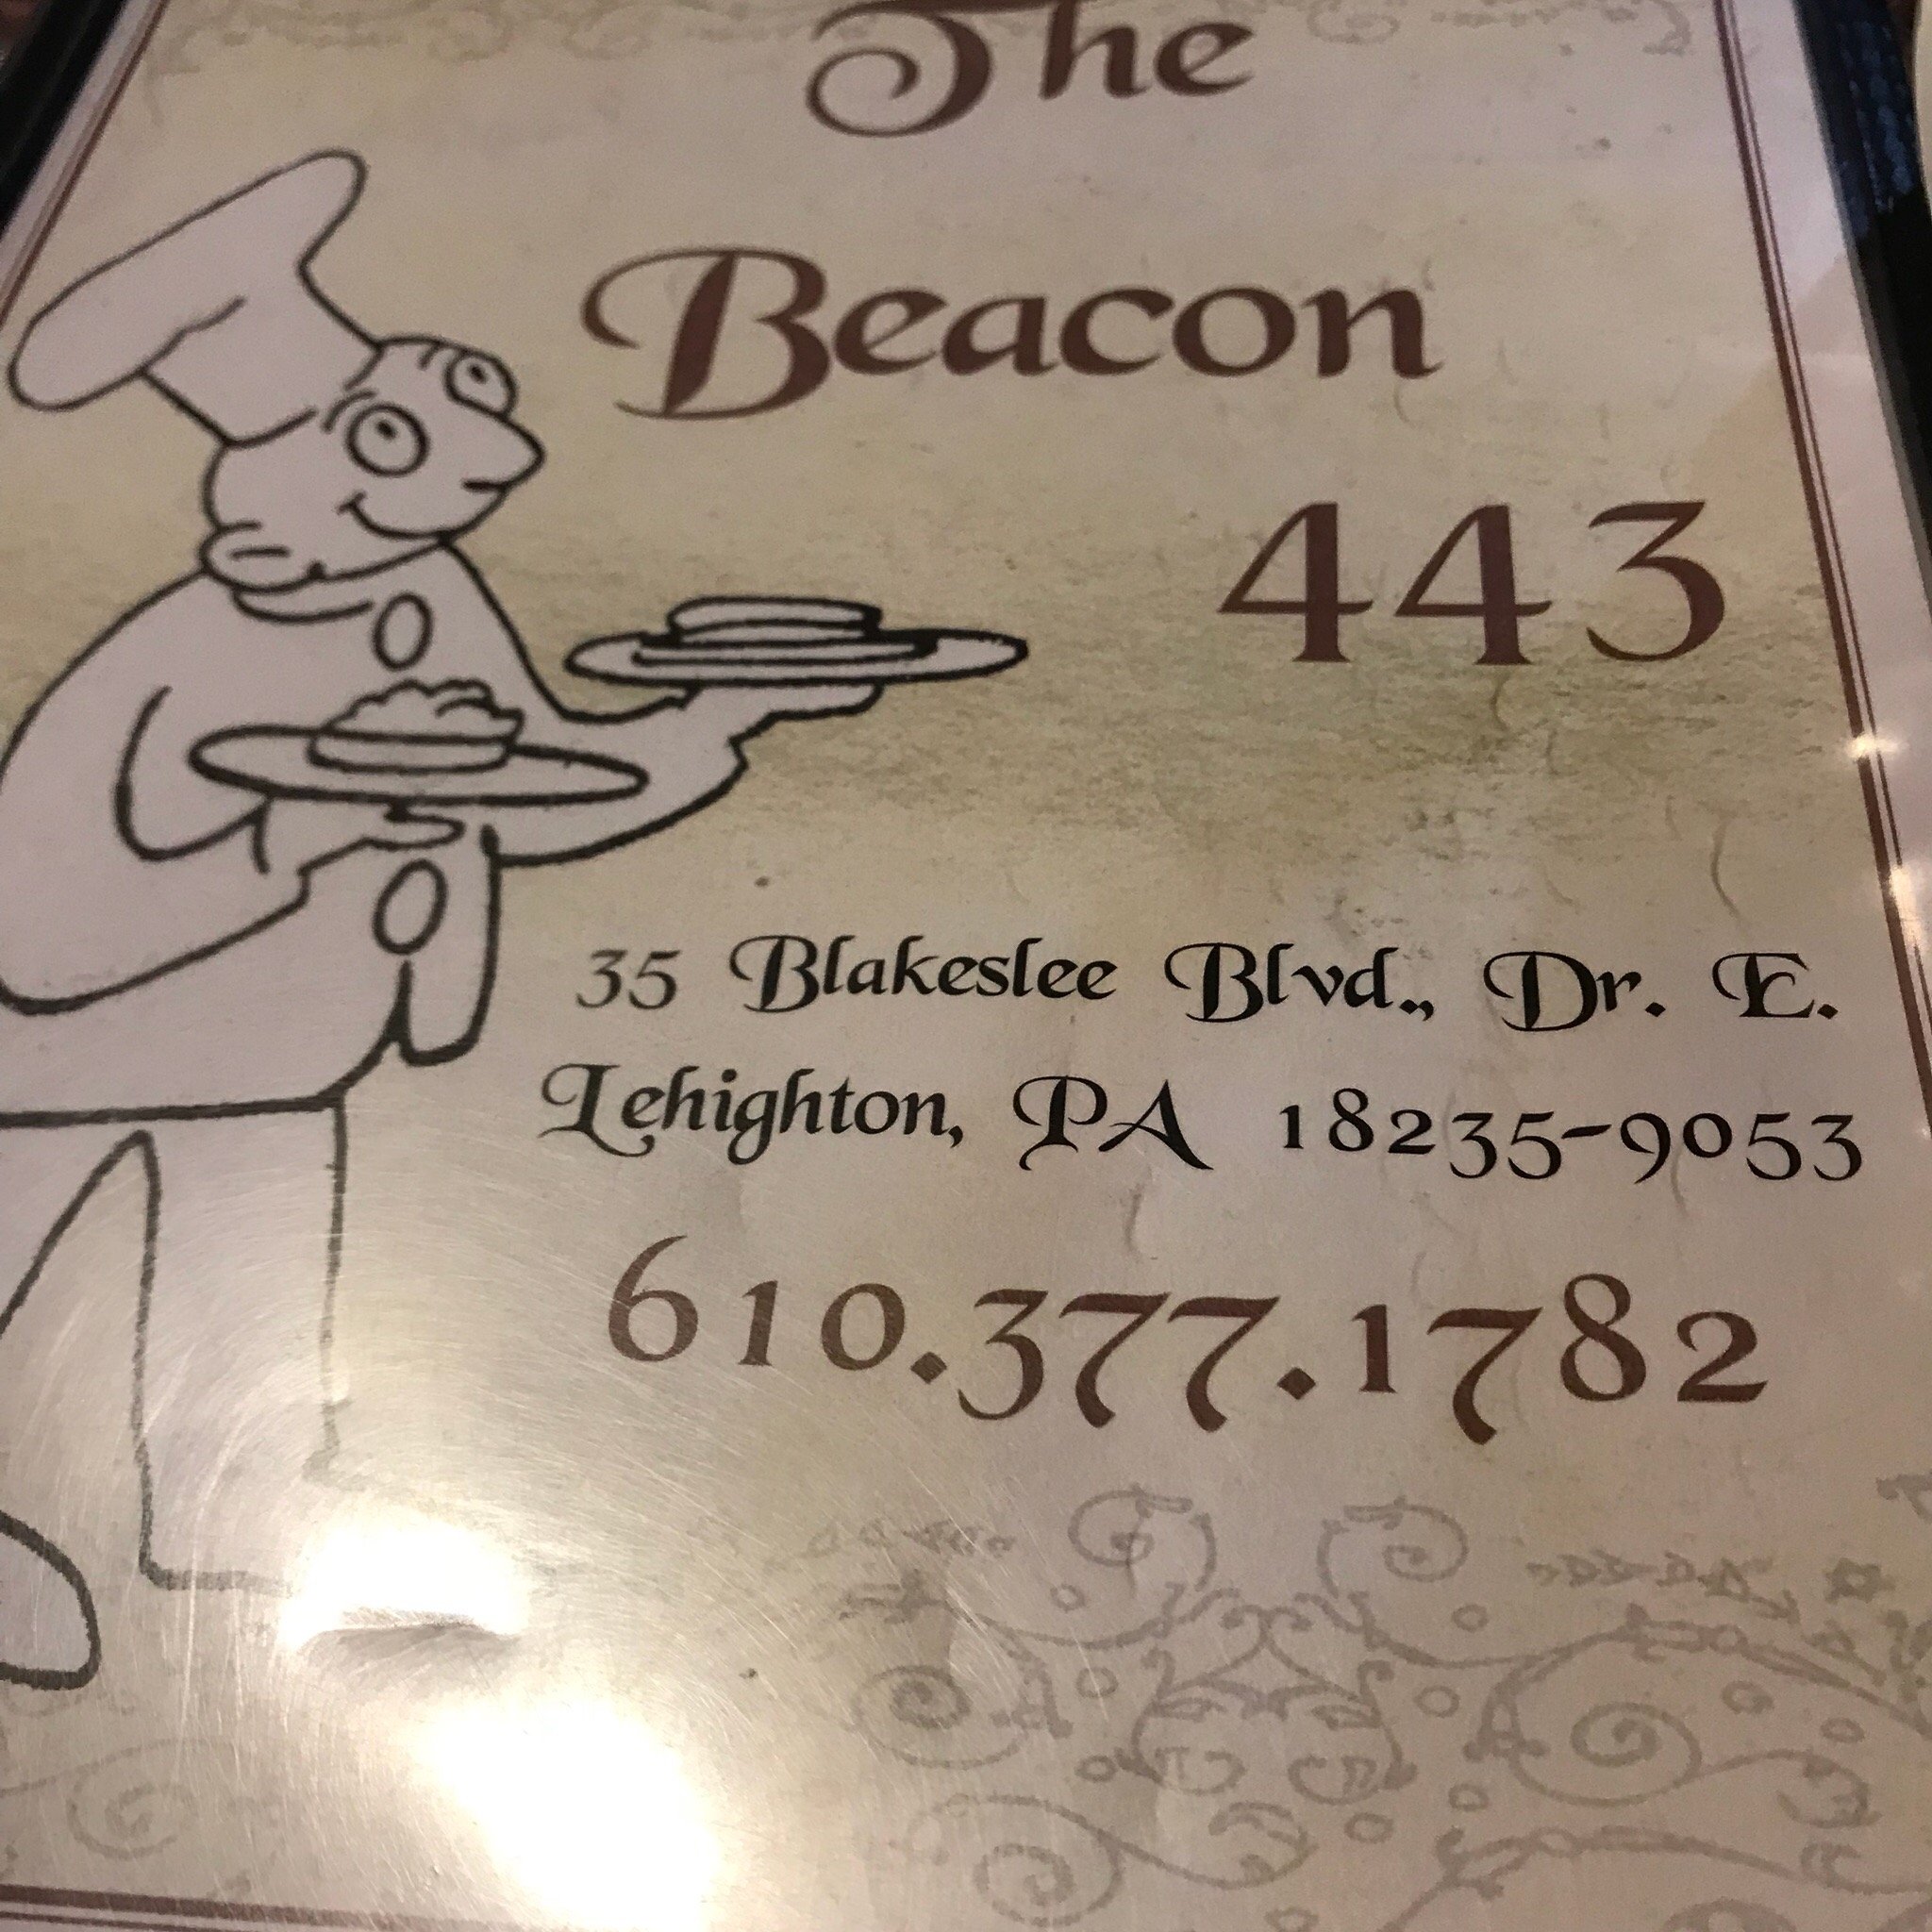 The
Beacon
443
35 Blakeslee Blvd., Dr. E.
Lehighton, PA 18235-9053
610.377.1782